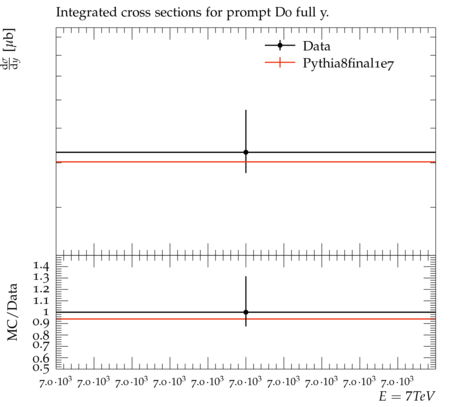 Integrated cross sections for prompt Do full y.
dσ/dy [μb]
Data
Pythia8final1e7
MC/Data
1.4
1.3
1.2
1.1
1
0.9
0.8
0.7
0.6
0.5
7.0·10³ 7.0·10³ 7.0·10³ 7.0·10³ 7.0·10³ 7.0·10³ 7.0·10³ 7.0·10³ 7.0·10³ 7.0·10³
E = 7TeV